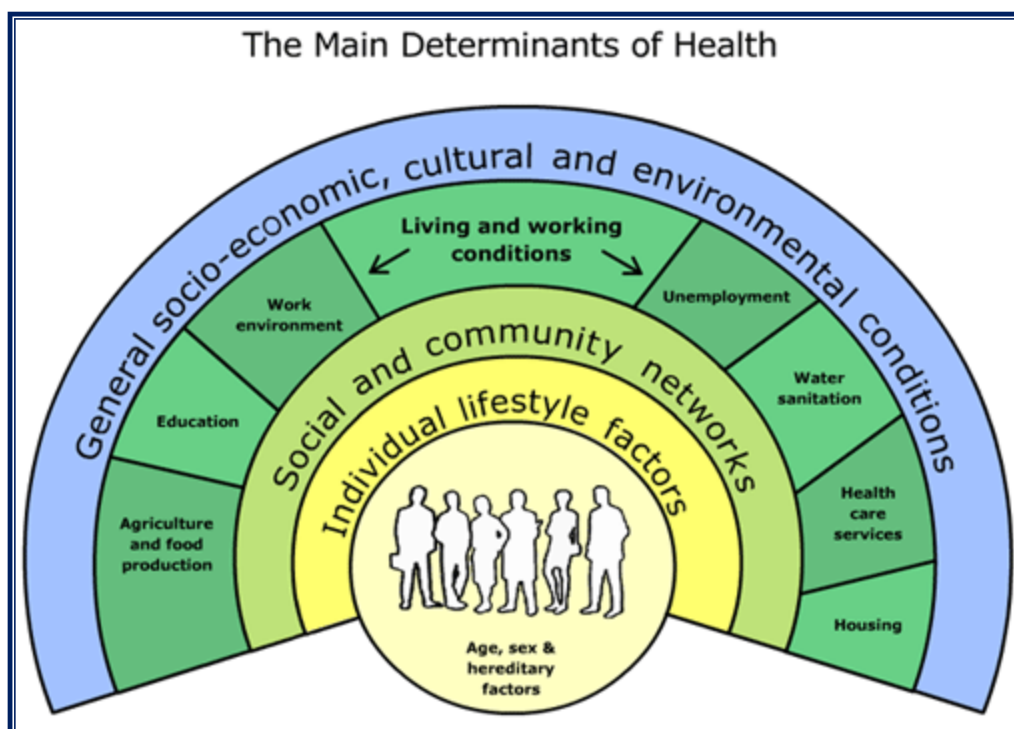 The Main Determinants of Health
General socio-economic, cultural and environmental conditions
Living and working
conditions
Work
environment
Unemployment
Education
Water
sanitation
Agriculture
and food
production
Health
care
services
Housing
Social and community networks
Individual lifestyle factors
Age, sex &
hereditary
factors